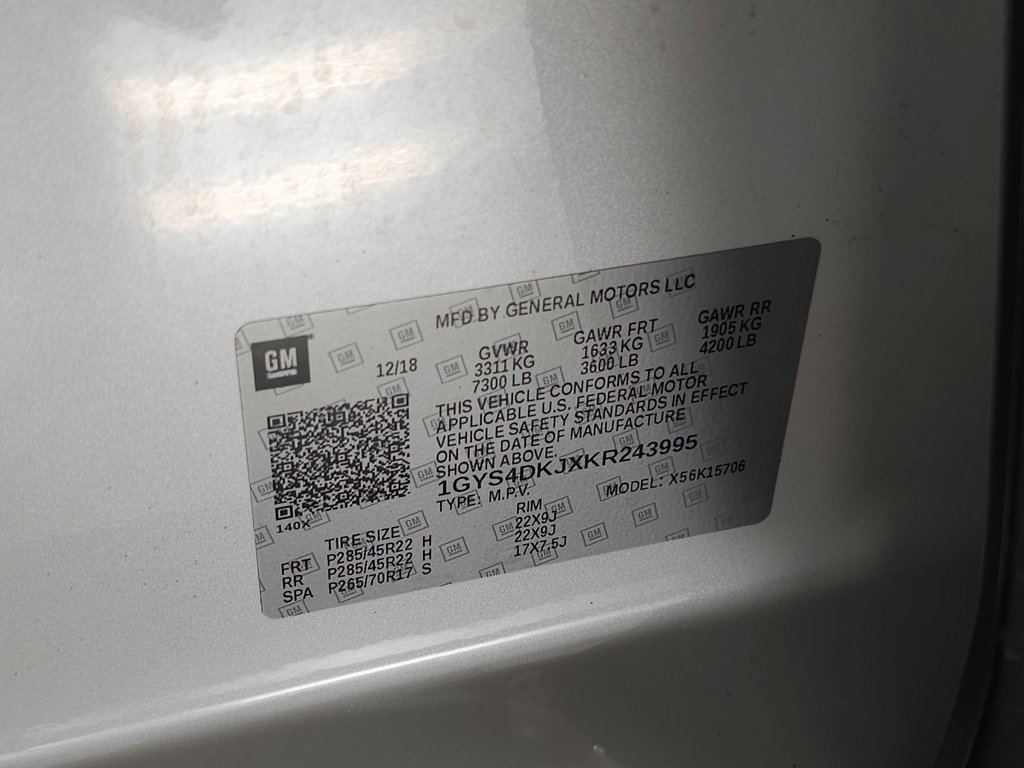 MFD BY GENERAL MOTORS LLC
GM
12/18
GVWR
3311 KG
7300 LB
GAWR FRT
1633 KG
3600 LB
GAWR RR
1905 KG
4200 LB
THIS VEHICLE CONFORMS TO ALL
APPLICABLE U.S. FEDERAL MOTOR
VEHICLE SAFETY STANDARDS IN EFFECT
ON THE DATE OF MANUFACTURE
SHOWN ABOVE.
1GYS4DKJXKR243995
TYPE: M.P.V.
MODEL: X56K15706
140X
TIRE SIZE RIM
FRT P285/45R22 H 22X9J
RR P285/45R22 H 22X9J
SPA P265/70R17 S 17X7.5J